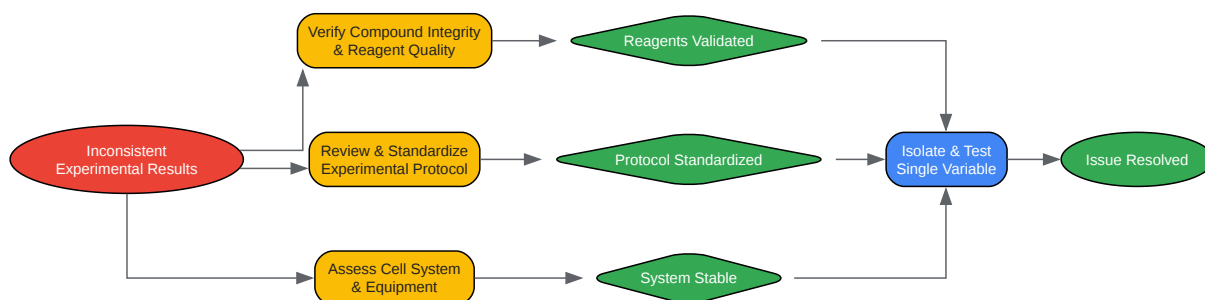 Verify Compound Integrity
& Reagent Quality
Reagents Validated
Inconsistent
Experimental Results
Review & Standardize
Experimental Protocol
Protocol Standardized
Isolate & Test
Single Variable
Issue Resolved
Assess Cell System
& Equipment
System Stable